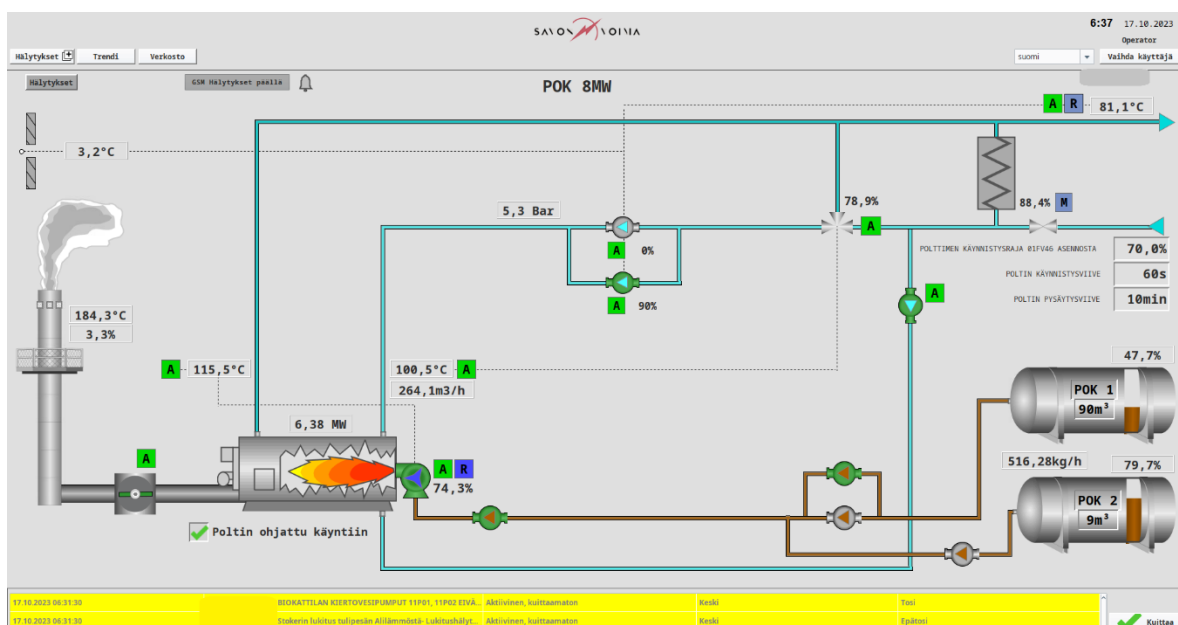 SAVON VOIMA
6:37 17.10.2023
Operator
Hälytykset
Trendi
Verkosto
suomi
Vaihda käyttäjä
Hälytykset
GSM Hälytykset päällä
POK 8MW
A R 81,1°C
3,2°C
5,3 Bar
78,9%
88,4% M
A
A 0%
POLTTIMEN KÄYNNISTYSRAJA 01FV46 ASENNOSTA 70,0%
POLTIN KÄYNNISTYSVIIVE 60s
POLTIN PYSÄYTYSVIIVE 10min
A 90%
A
184,3°C
3,3%
A 115,5°C
100,5°C A
264,1m3/h
47,7%
POK 1
90m³
6,38 MW
A
A R
74,3%
516,28kg/h
79,7%
POK 2
9m³
Poltin ohjattu käyntiin
17.10.2023 06:31:30 BIOKATTILAN KIERTOVESIPUMPUT 11P01, 11P02 EIVÄ... Aktiivinen, kuittaamaton Keski Tosi
17.10.2023 06:31:30 Stokerin lukitus tulipesän Alilämmöstä- Lukitushälyt... Aktiivinen, kuittaamaton Keski Epätosi
Kuittaa